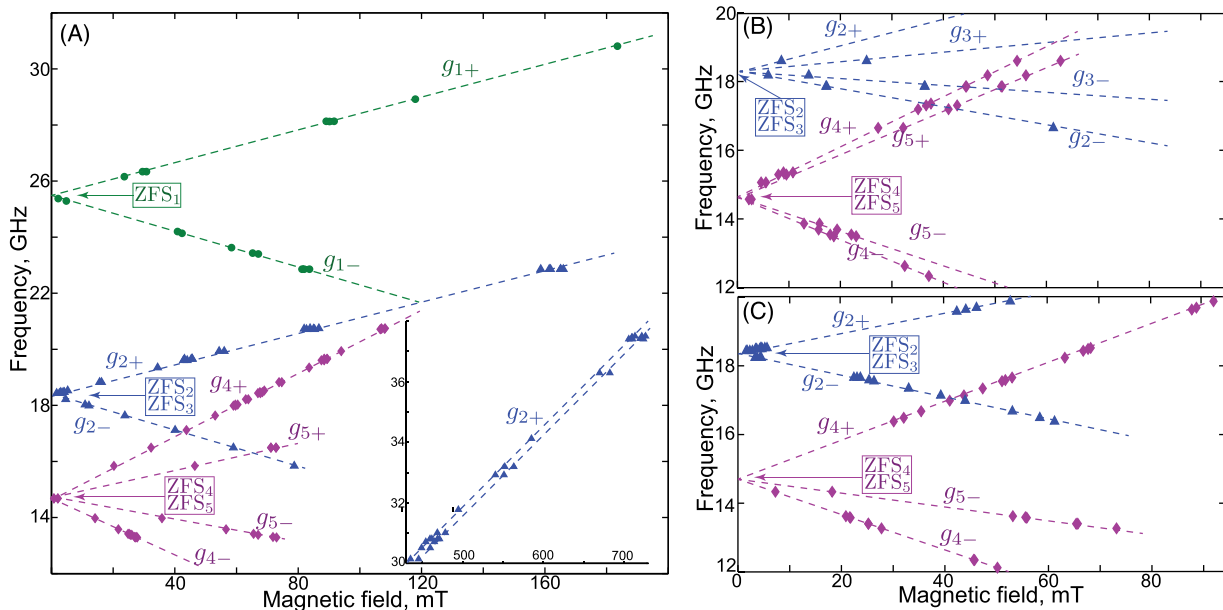 (A)
Frequency, GHz
30
26
22
18
14
g1+
ZFS1
g1−
g2+
ZFS2
ZFS3
g2−
g4+
g5+
ZFS4
ZFS5
g5−
g4−
40
80
120
160
Magnetic field, mT
36
34
32
30
500
600
700
g2+
(B)
Frequency, GHz
20
18
16
14
12
g2+
g3+
ZFS2
ZFS3
g3−
g4+
g5+
g2−
ZFS4
ZFS5
g5−
g4−
(C)
Frequency, GHz
18
16
14
12
g2+
ZFS2
ZFS3
g2−
g4+
ZFS4
ZFS5
g5−
g4−
0
20
40
60
80
Magnetic field, mT